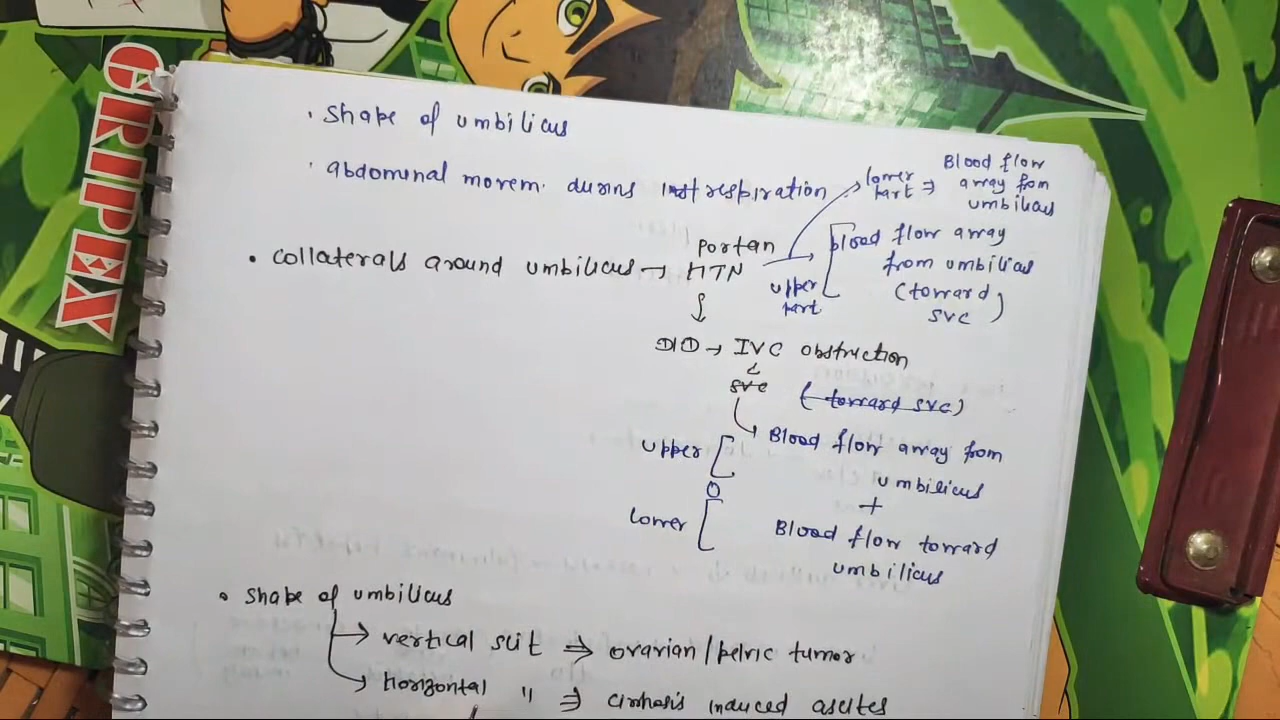 GRIPEX
• Shape of umbilicus
• abdominal movem. during respiration
• collaterals around umbilicus → Portan HTN
lower part ⇒ Blood flow away from umbilicus
upper part [ blood flow away from umbilicus (toward SVC)
D/D → IVC obstruction
SVC (toward SVC)
upper [ Blood flow away from umbilicus
+
lower [ Blood flow toward umbilicus
• Shape of umbilicus
→ vertical slit ⇒ ovarian/pelvic tumor
→ Horizontal " ⇒ cirrhosis induced ascites